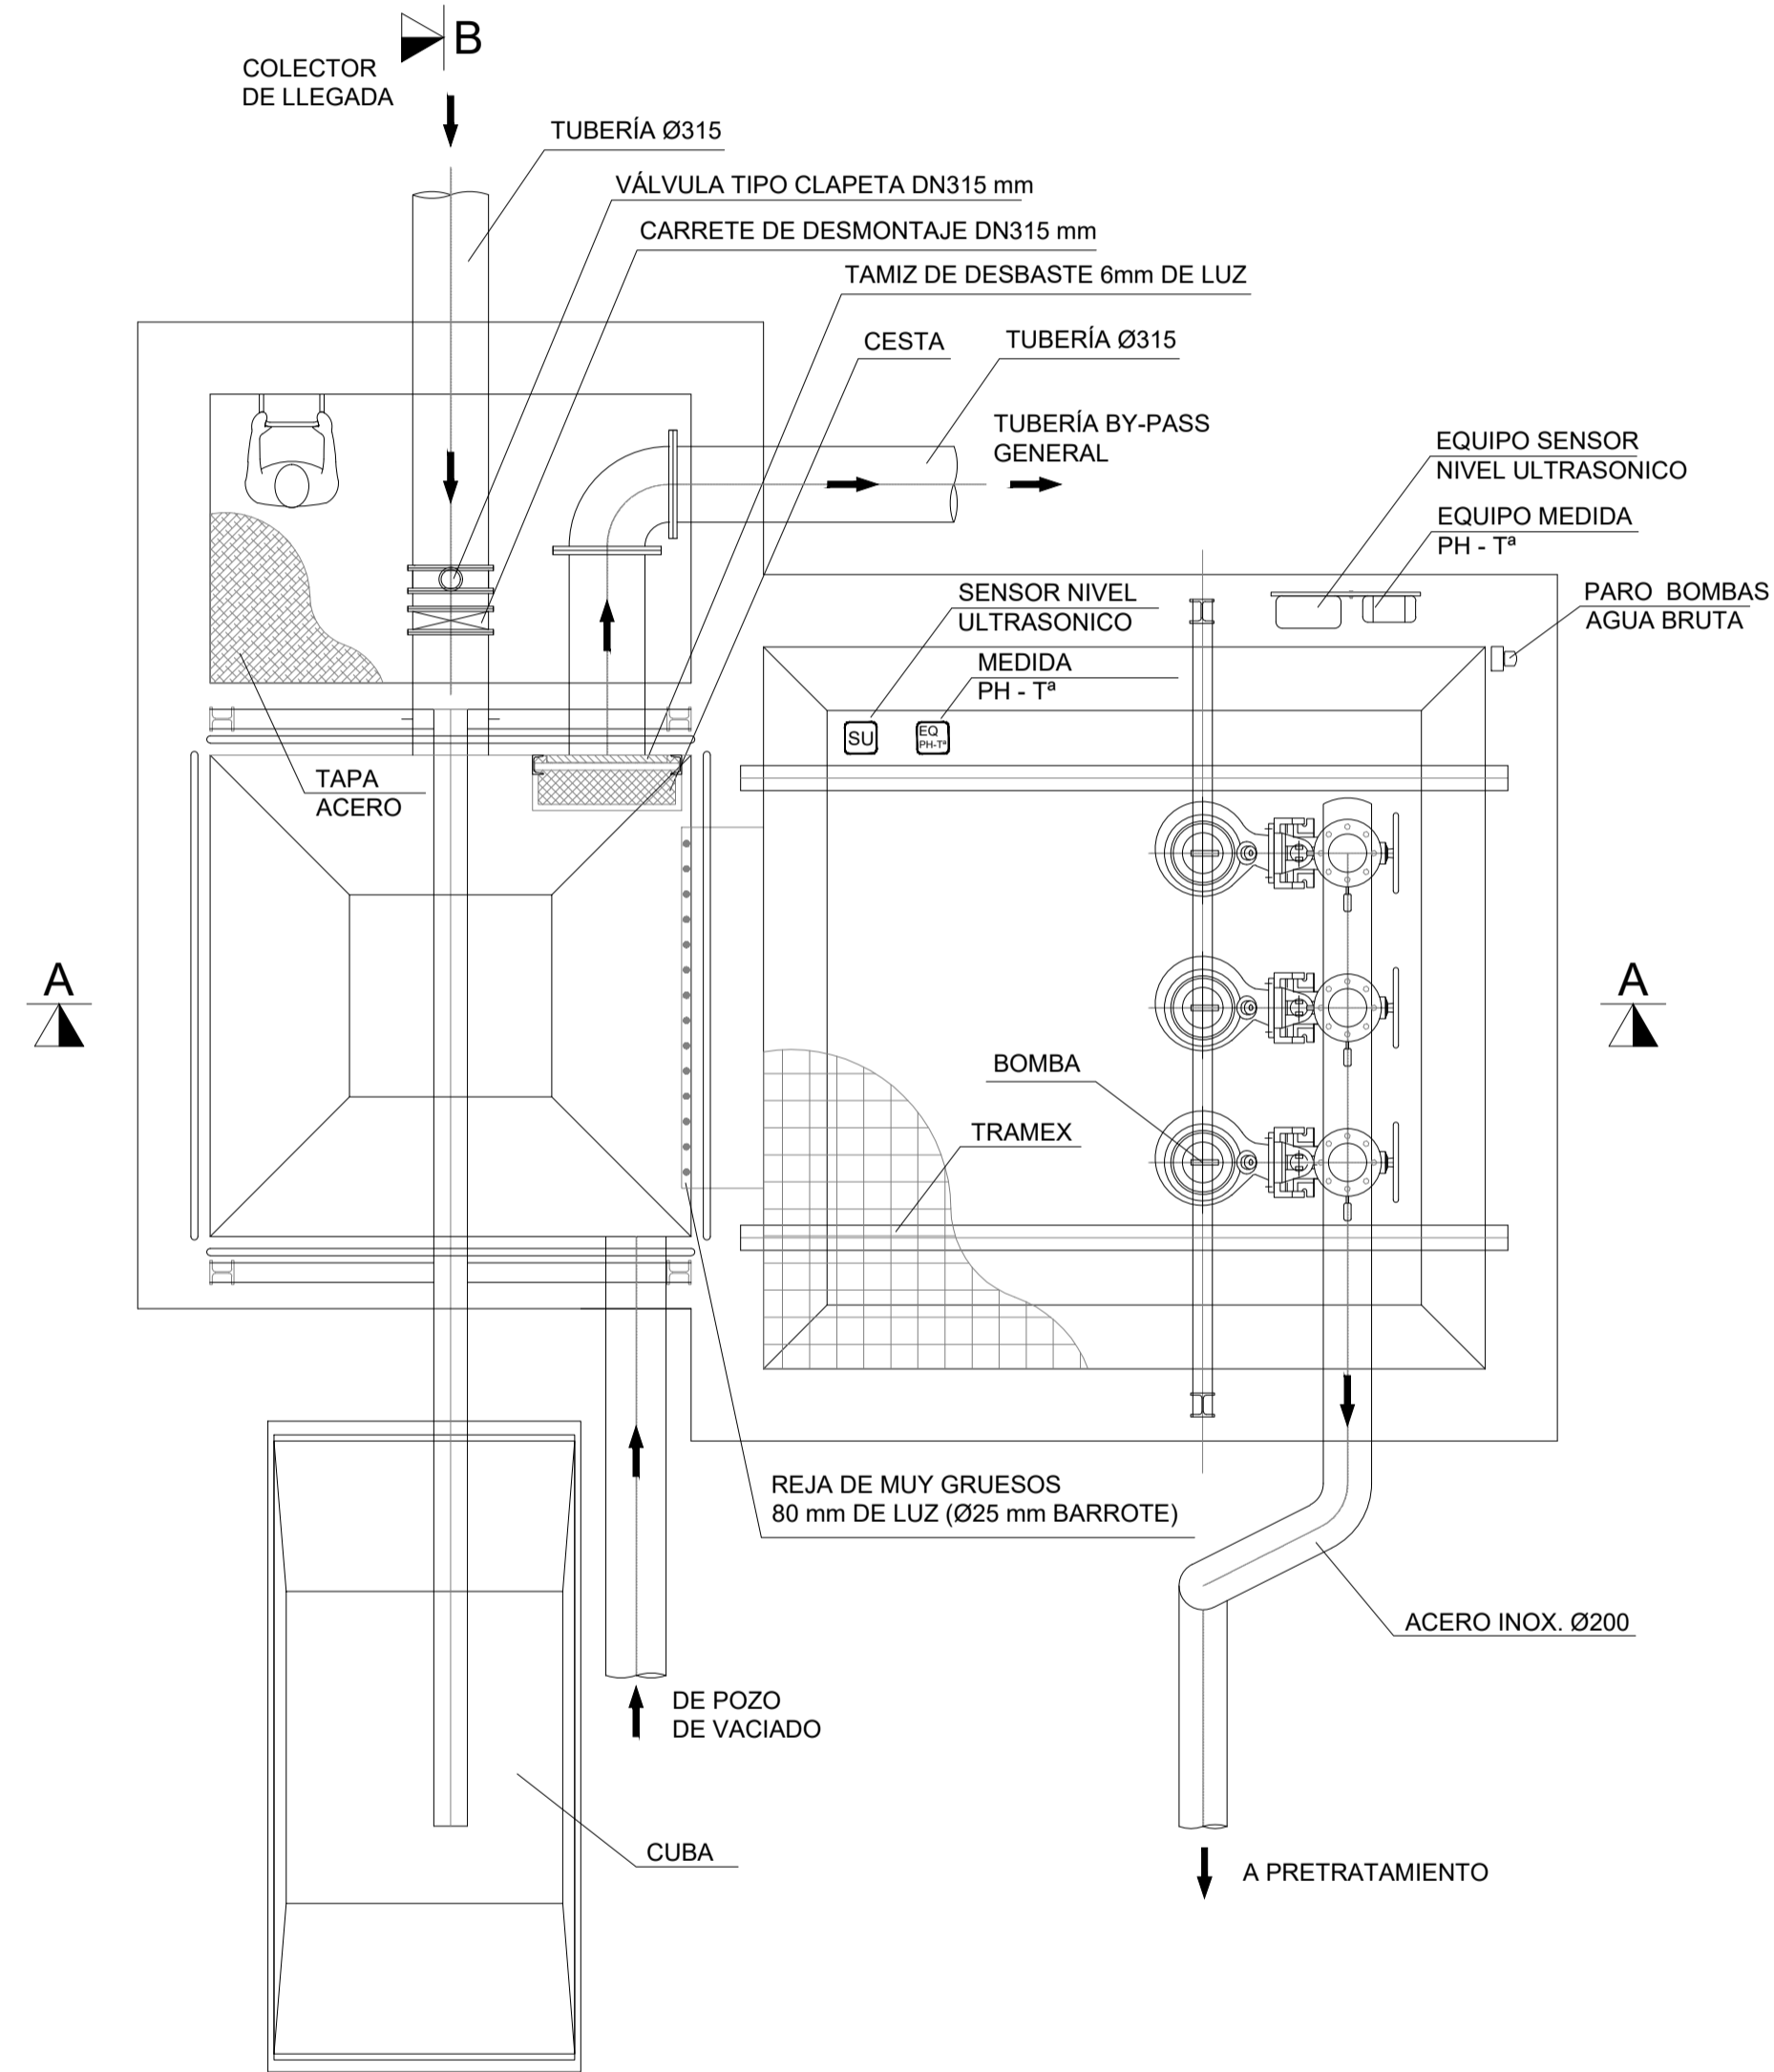 B
COLECTOR
DE LLEGADA
TUBERÍA Ø315
VÁLVULA TIPO CLAPETA DN315 mm
CARRETE DE DESMONTAJE DN315 mm
TAMIZ DE DESBASTE 6mm DE LUZ
CESTA
TUBERÍA Ø315
TUBERÍA BY-PASS
GENERAL
EQUIPO SENSOR
NIVEL ULTRASONICO
EQUIPO MEDIDA
PH - Tª
SENSOR NIVEL
ULTRASONICO
PARO BOMBAS
AGUA BRUTA
MEDIDA
PH - Tª
SU
EQ
PH-Tª
TAPA
ACERO
A
A
BOMBA
TRAMEX
REJA DE MUY GRUESOS
80 mm DE LUZ (Ø25 mm BARROTE)
ACERO INOX. Ø200
DE POZO
DE VACIADO
CUBA
A PRETRATAMIENTO